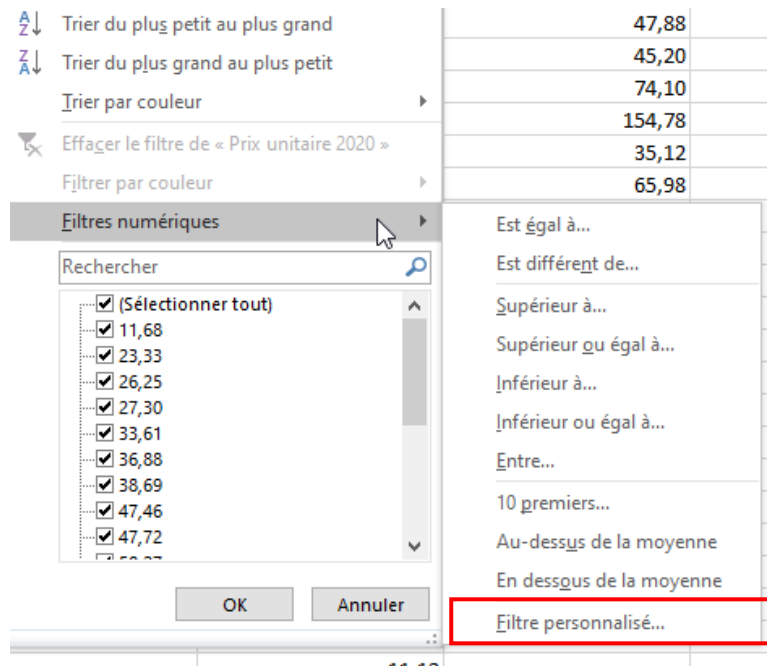 Trier du plus petit au plus grand
Trier du plus grand au plus petit
Trier par couleur
Effacer le filtre de « Prix unitaire 2020 »
Filtrer par couleur
Filtres numériques
Rechercher
(Sélectionner tout)
11,68
23,33
26,25
27,30
33,61
36,88
38,69
47,46
47,72
OK Annuler
47,88
45,20
74,10
154,78
35,12
65,98
Est égal à...
Est différent de...
Supérieur à...
Supérieur ou égal à...
Inférieur à...
Inférieur ou égal à...
Entre...
10 premiers...
Au-dessus de la moyenne
En dessous de la moyenne
Filtre personnalisé...